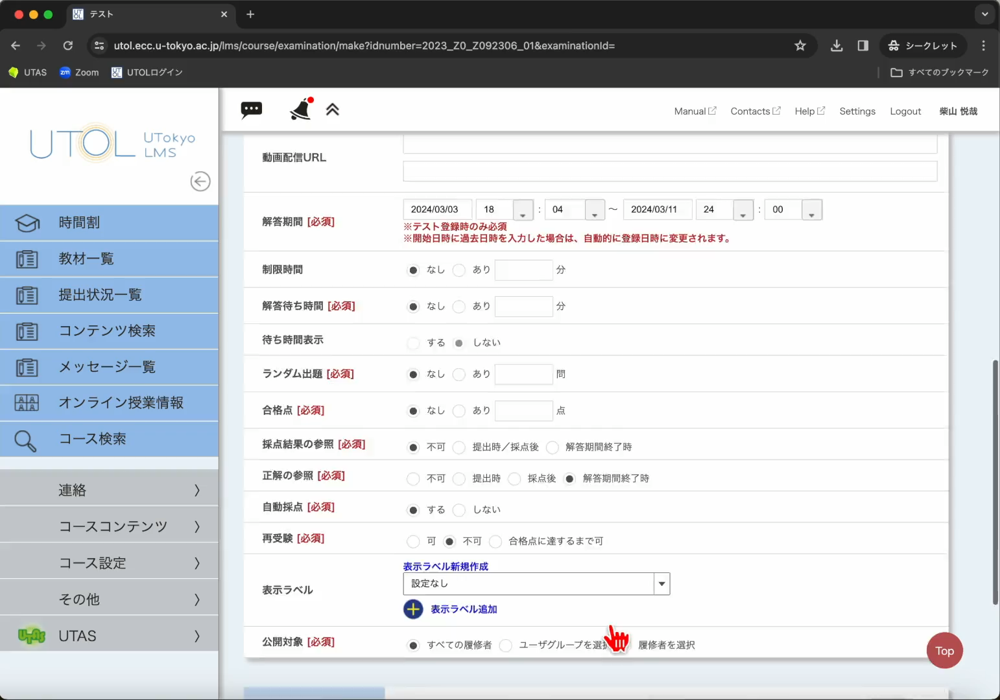 テスト
utol.ecc.u-tokyo.ac.jp/lms/course/examination/make?idnumber=2023_Z0_Z092306_01&examinationId=
シークレット
UTAS
zm Zoom
UTOLログイン
すべてのブックマーク
UTOL UTokyo LMS
Manual Contacts Help Settings Logout 柴山 悦哉
時間割
教材一覧
提出状況一覧
コンテンツ検索
メッセージ一覧
オンライン授業情報
コース検索
連絡
コースコンテンツ
コース設定
その他
UTAS UTAS
動画配信URL
解答期間 [必須] 2024/03/03 18 : 04 ～ 2024/03/11 24 : 00
※テスト登録時のみ必須
※開始日時に過去日時を入力した場合は、自動的に登録日時に変更されます。
制限時間 なし あり 分
解答待ち時間 [必須] なし あり 分
待ち時間表示 する しない
ランダム出題 [必須] なし あり 問
合格点 [必須] なし あり 点
採点結果の参照 [必須] 不可 提出時／採点後 解答期間終了時
正解の参照 [必須] 不可 提出時 採点後 解答期間終了時
自動採点 [必須] する しない
再受験 [必須] 可 不可 合格点に達するまで可
表示ラベル新規作成
表示ラベル 設定なし
表示ラベル追加
公開対象 [必須] すべての履修者 ユーザグループを選択 履修者を選択
Top